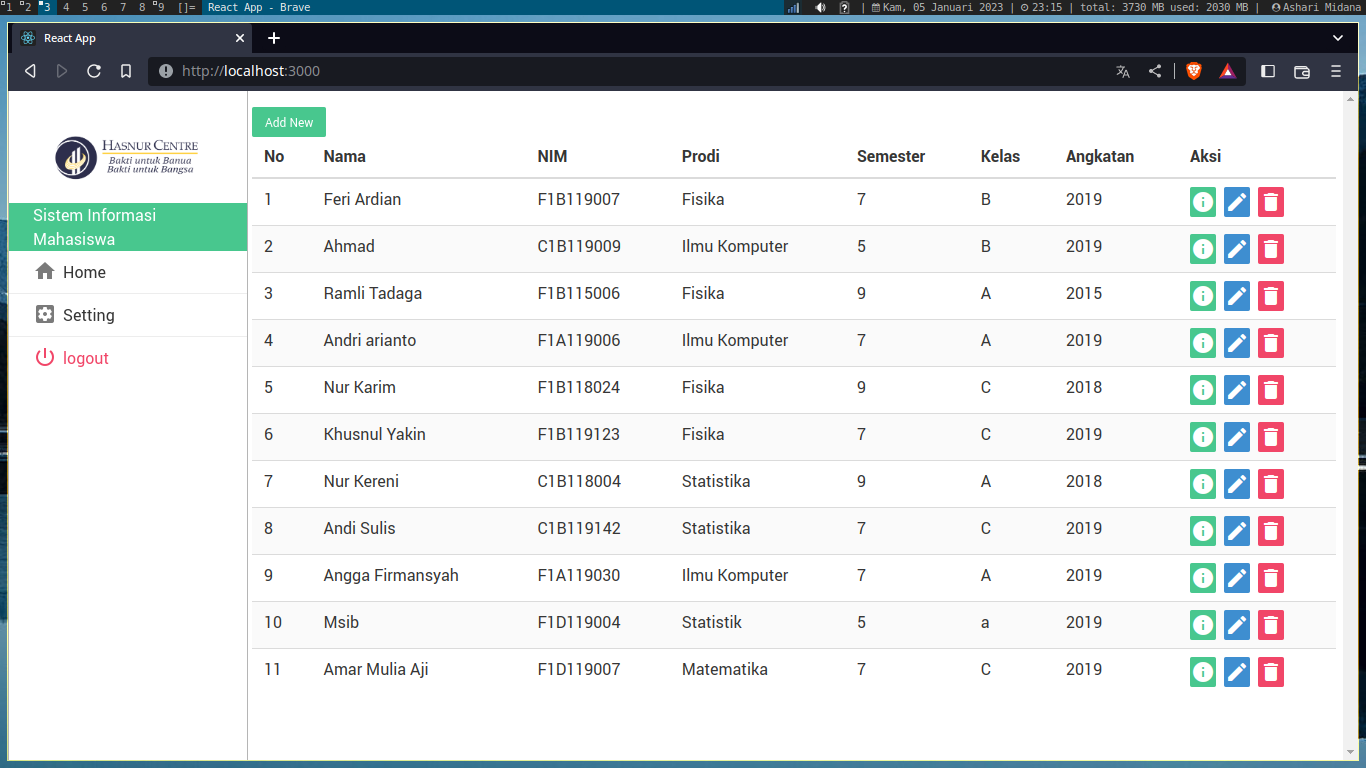 1 2 3 4 5 6 7 8 9 []= React App - Brave | Kam, 05 Januari 2023 | 23:15 | total: 3730 MB used: 2030 MB | Ashari Midana
React App
http://localhost:3000
HASNUR CENTRE
Bakti untuk Banua
Bakti untuk Bangsa
Sistem Informasi
Mahasiswa
Home
Setting
logout
Add New
No Nama NIM Prodi Semester Kelas Angkatan Aksi
1 Feri Ardian F1B119007 Fisika 7 B 2019
2 Ahmad C1B119009 Ilmu Komputer 5 B 2019
3 Ramli Tadaga F1B115006 Fisika 9 A 2015
4 Andri arianto F1A119006 Ilmu Komputer 7 A 2019
5 Nur Karim F1B118024 Fisika 9 C 2018
6 Khusnul Yakin F1B119123 Fisika 7 C 2019
7 Nur Kereni C1B118004 Statistika 9 A 2018
8 Andi Sulis C1B119142 Statistika 7 C 2019
9 Angga Firmansyah F1A119030 Ilmu Komputer 7 A 2019
10 Msib F1D119004 Statistik 5 a 2019
11 Amar Mulia Aji F1D119007 Matematika 7 C 2019